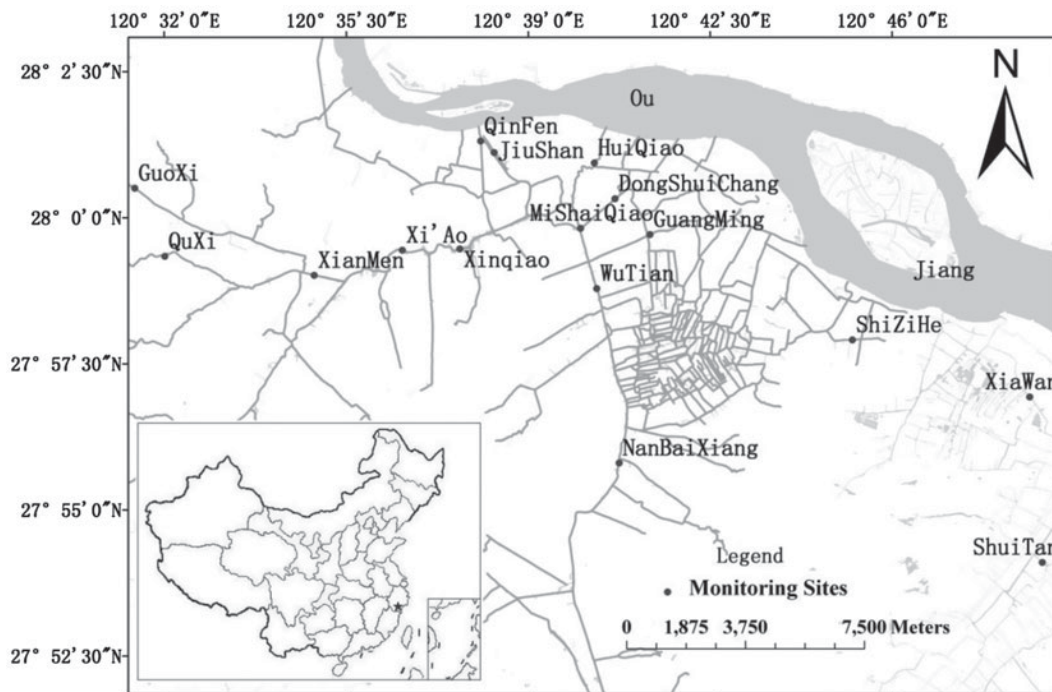 120° 32′0″E
120° 35′30″E
120° 39′0″E
120° 42′30″E
120° 46′0″E
28° 2′30″N
28° 0′0″N
27° 57′30″N
27° 55′0″N
27° 52′30″N
N
Ou
QinFen
JiuShan
HuiQiao
GuoXi
DongShuiChang
MiShaiQiao
GuangMing
QuXi
Xi'Ao
XianMen
Xinqiao
Jiang
WuTian
ShiZiHe
XiaWan
NanBaiXiang
ShuiTan
Legend
Monitoring Sites
0 1,875 3,750 7,500 Meters